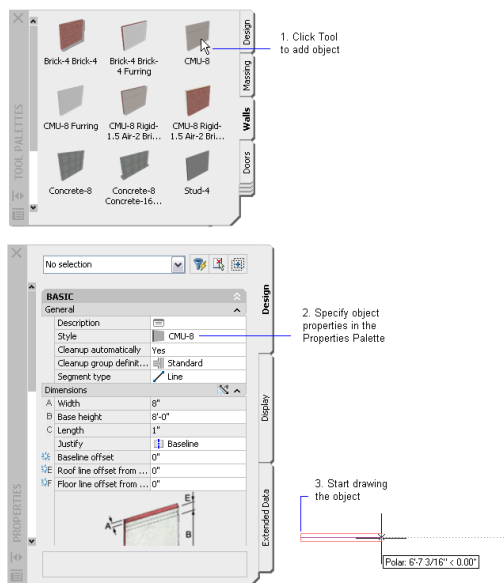 1. Click Tool
to add object
Design
Massing
Walls
Doors
TOOL PALETTES
Brick-4 Brick-4
Brick-4 Brick-
4 Furring
CMU-8
CMU-8 Furring
CMU-8 Rigid-
1.5 Air-2 Bri...
CMU-8 Rigid-
1.5 Air-2 Bri...
Concrete-8
Concrete-8
Concrete-16...
Stud-4
No selection
BASIC
General
Description
Style CMU-8
Cleanup automatically Yes
Cleanup group definit... Standard
Segment type Line
Dimensions
A Width 8"
B Base height 8'-0"
C Length 1"
Justify Baseline
Baseline offset 0"
E Roof line offset from ... 0"
F Floor line offset from ... 0"
A
E
B
PROPERTIES
Design
Display
Extended Data
2. Specify object
properties in the
Properties Palette
3. Start drawing
the object
Polar: 6'-7 3/16" < 0.00°